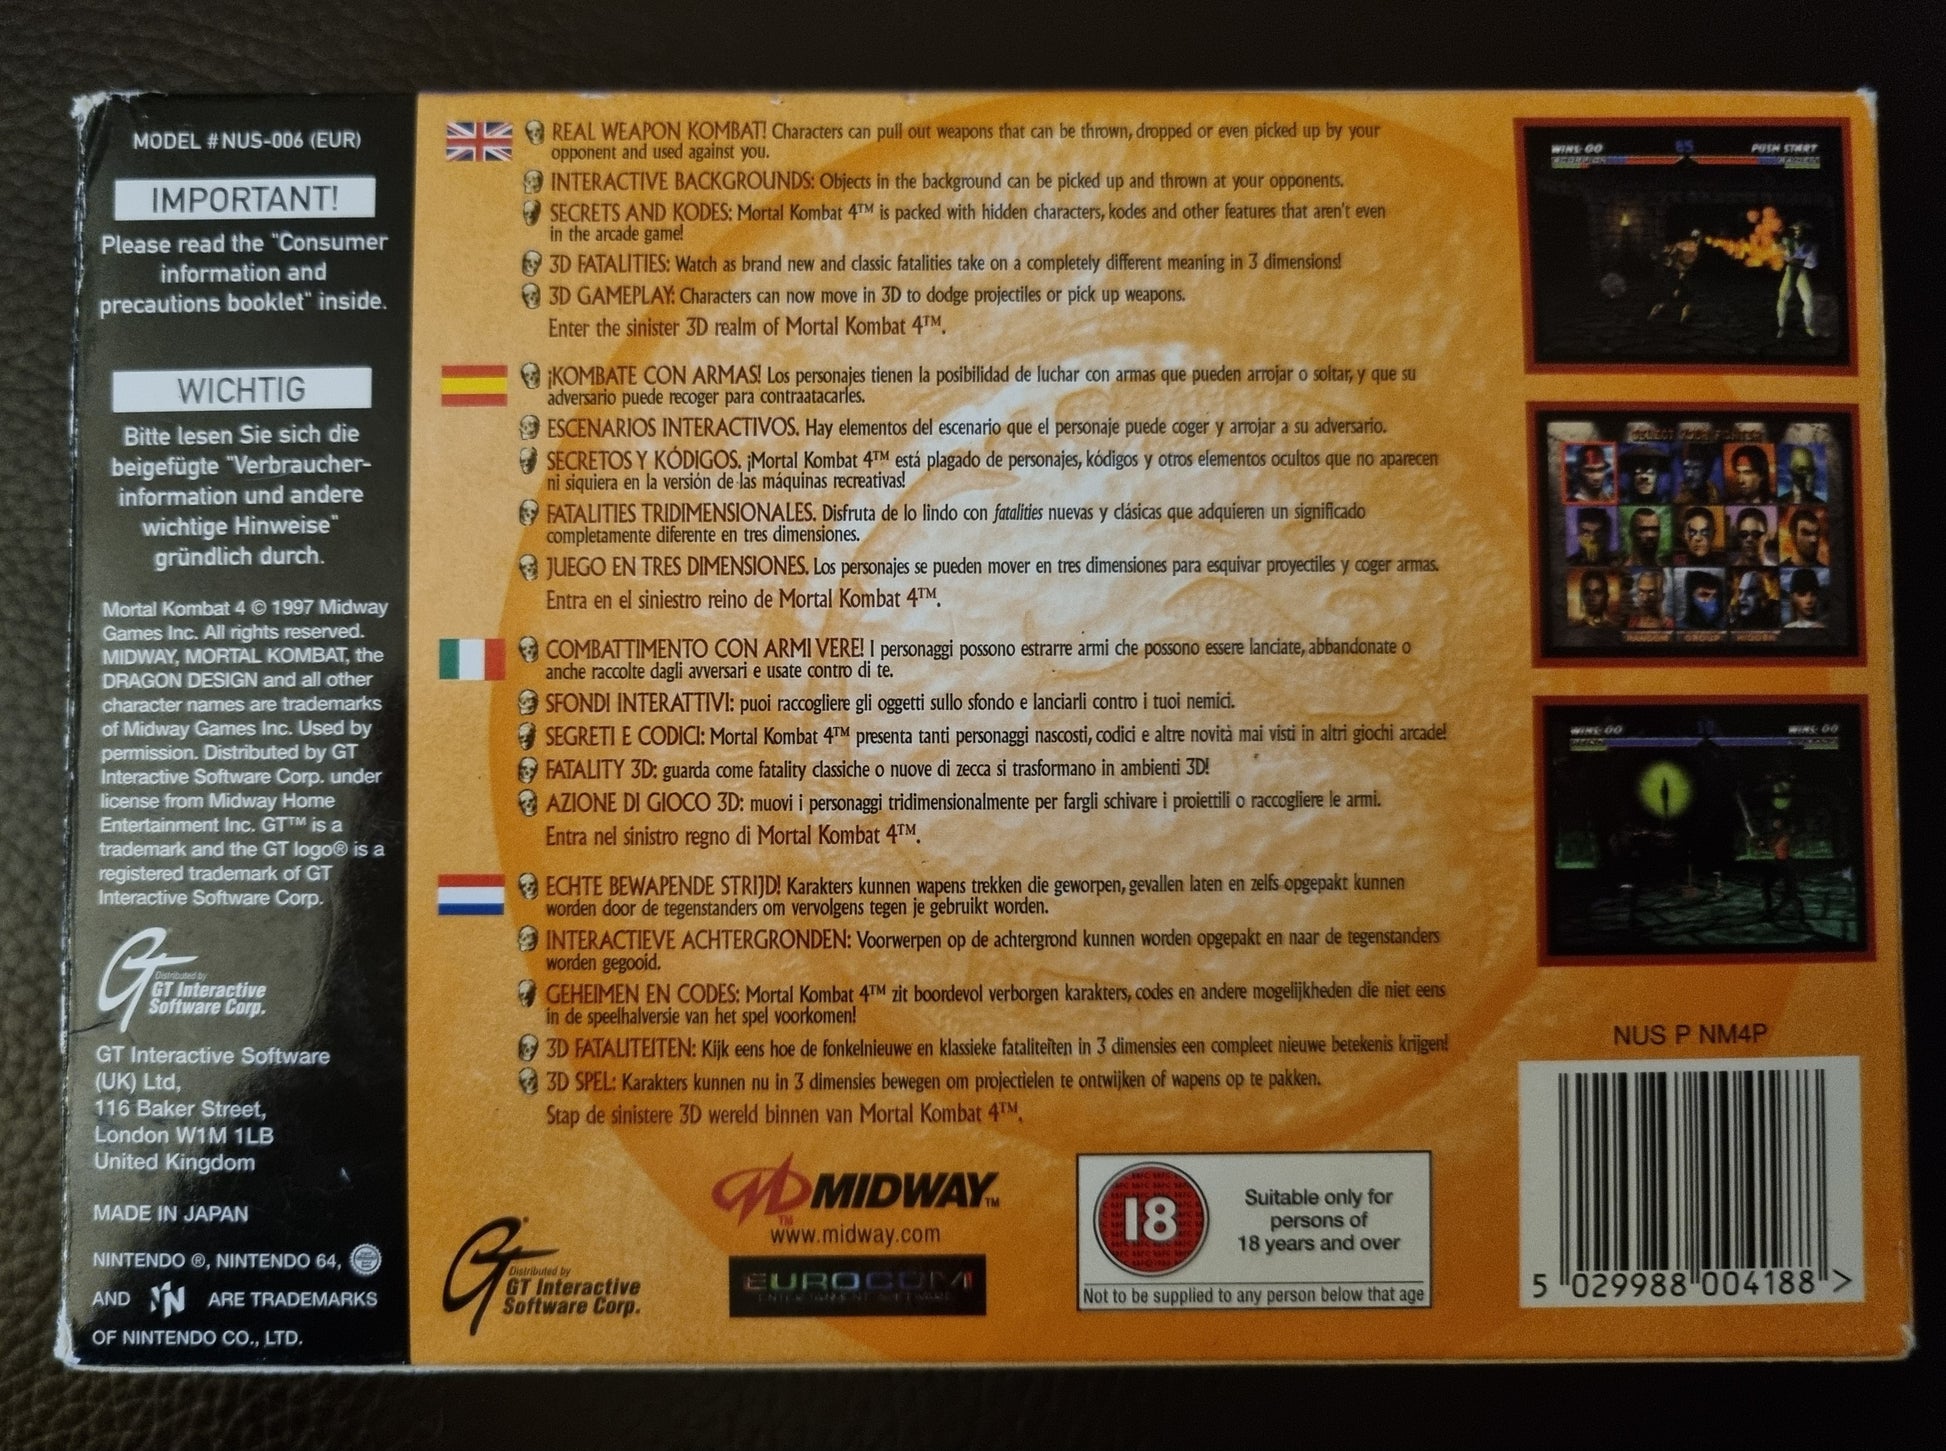 MODEL #NUS-006 (EUR)
IMPORTANT!
Please read the "Consumer
information and
precautions booklet" inside.
WICHTIG
Bitte lesen Sie sich die
beigefügte "Verbraucher-
information und andere
wichtige Hinweise"
gründlich durch.
Mortal Kombat 4 © 1997 Midway
Games Inc. All rights reserved.
MIDWAY, MORTAL KOMBAT, the
DRAGON DESIGN and all other
character names are trademarks
of Midway Games Inc. Used by
permission. Distributed by GT
Interactive Software Corp. under
license from Midway Home
Entertainment Inc. GT™ is a
trademark and the GT logo® is a
registered trademark of GT
Interactive Software Corp.
GT
Distributed by
GT Interactive
Software Corp.
GT Interactive Software
(UK) Ltd,
116 Baker Street,
London W1M 1LB
United Kingdom
MADE IN JAPAN
NINTENDO ®, NINTENDO 64,
AND N ARE TRADEMARKS
OF NINTENDO CO., LTD.
REAL WEAPON KOMBAT! Characters can pull out weapons that can be thrown, dropped or even picked up by your
opponent and used against you.
INTERACTIVE BACKGROUNDS: Objects in the background can be picked up and thrown at your opponents.
SECRETS AND KODES: Mortal Kombat 4™ is packed with hidden characters, kodes and other features that aren't even
in the arcade game!
3D FATALITIES: Watch as brand new and classic fatalities take on a completely different meaning in 3 dimensions!
3D GAMEPLAY: Characters can now move in 3D to dodge projectiles or pick up weapons.
Enter the sinister 3D realm of Mortal Kombat 4™.
¡KOMBATE CON ARMAS! Los personajes tienen la posibilidad de luchar con armas que pueden arrojar o soltar, y que su
adversario puede recoger para contraatacarles.
ESCENARIOS INTERACTIVOS. Hay elementos del escenario que el personaje puede coger y arrojar a su adversario.
SECRETOS Y KÓDIGOS. ¡Mortal Kombat 4™ está plagado de personajes, kódigos y otros elementos ocultos que no aparecen
ni siquiera en la versión de las máquinas recreativas!
FATALITIES TRIDIMENSIONALES. Disfruta de lo lindo con fatalities nuevas y clásicas que adquieren un significado
completamente diferente en tres dimensiones.
JUEGO EN TRES DIMENSIONES. Los personajes se pueden mover en tres dimensiones para esquivar proyectiles y coger armas.
Entra en el siniestro reino de Mortal Kombat 4™.
COMBATTIMENTO CON ARMI VERE! I personaggi possono estrarre armi che possono essere lanciate, abbandonate o
anche raccolte dagli avversari e usate contro di te.
SFONDI INTERATTIVI: puoi raccogliere gli oggetti sullo sfondo e lanciarli contro i tuoi nemici.
SEGRETI E CODICI: Mortal Kombat 4™ presenta tanti personaggi nascosti, codici e altre novità mai visti in altri giochi arcade!
FATALITY 3D: guarda come fatality classiche o nuove di zecca si trasformano in ambienti 3D!
AZIONE DI GIOCO 3D: muovi i personaggi tridimensionalmente per fargli schivare i proiettili o raccogliere le armi.
Entra nel sinistro regno di Mortal Kombat 4™.
ECHTE BEWAPENDE STRIJD! Karakters kunnen wapens trekken die geworpen, gevallen laten en zelfs opgepakt kunnen
worden door de tegenstanders om vervolgens tegen je gebruikt worden.
INTERACTIEVE ACHTERGRONDEN: Voorwerpen op de achtergrond kunnen worden opgepakt en naar de tegenstanders
worden gegooid.
GEHEIMEN EN CODES: Mortal Kombat 4™ zit boordevol verborgen karakters, codes en andere mogelijkheden die niet eens
in de speelhalversie van het spel voorkomen!
3D FATALITEITEN: Kijk eens hoe de fonkelnieuwe en klassieke fataliteiten in 3 dimensies een compleet nieuwe betekenis krijgen!
3D SPEL: Karakters kunnen nu in 3 dimensies bewegen om projectielen te ontwijken of wapens op te pakken.
Stap de sinistere 3D wereld binnen van Mortal Kombat 4™.
GT
Distributed by
GT Interactive
Software Corp.
MIDWAY™
www.midway.com
EUROCOM
ENTERTAINMENT SOFTWARE
18
Suitable only for
persons of
18 years and over
Not to be supplied to any person below that age
WINS-00 85 PUSH START
SELECT YOUR FIGHTER
RANDOM GROUP HIDDEN
WINS-00 WINS-00
NUS P NM4P
5 029988 004188 >